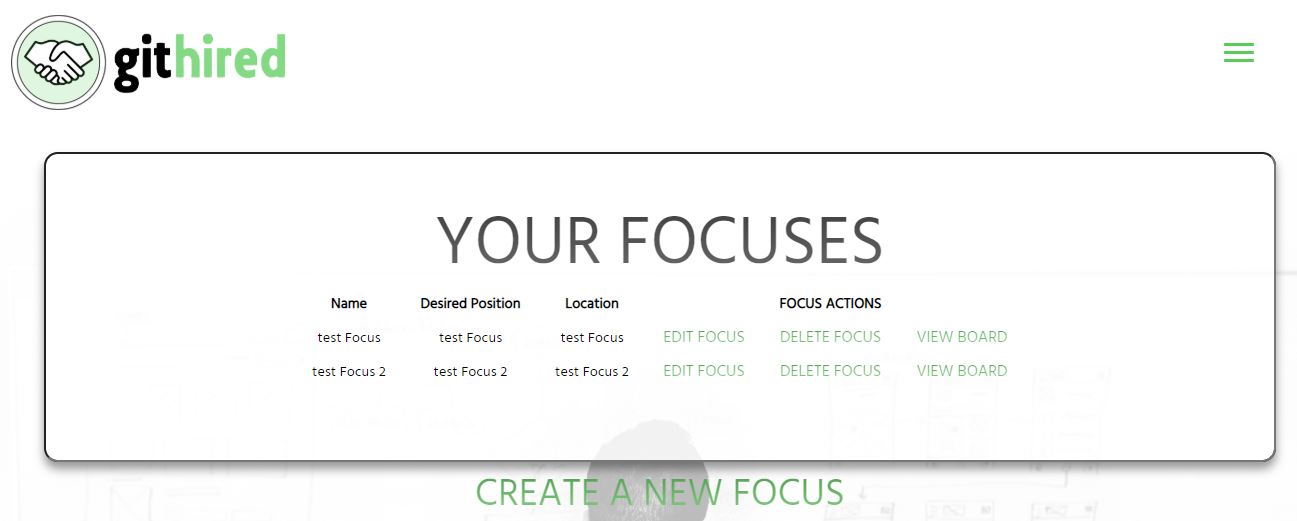 githired
YOUR FOCUSES
Name Desired Position Location FOCUS ACTIONS
test Focus test Focus test Focus EDIT FOCUS DELETE FOCUS VIEW BOARD
test Focus 2 test Focus 2 test Focus 2 EDIT FOCUS DELETE FOCUS VIEW BOARD
CREATE A NEW FOCUS